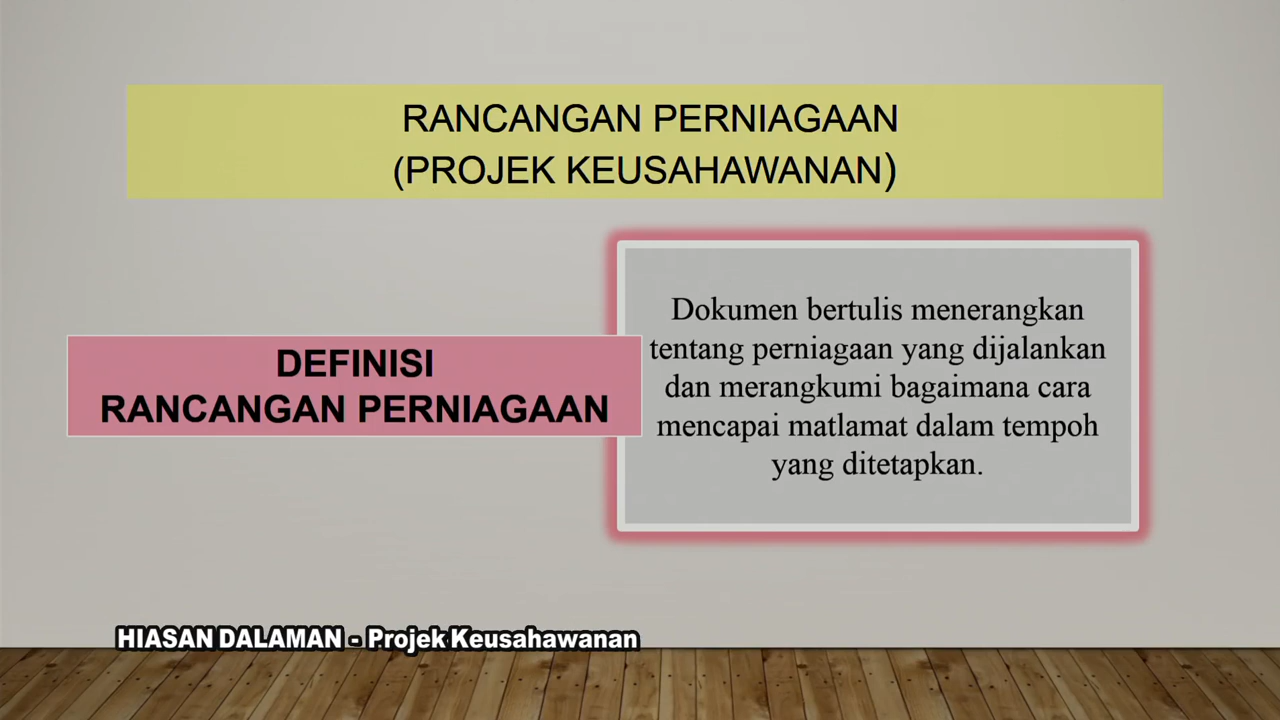 RANCANGAN PERNIAGAAN
(PROJEK KEUSAHAWANAN)
DEFINISI
RANCANGAN PERNIAGAAN
Dokumen bertulis menerangkan
tentang perniagaan yang dijalankan
dan merangkumi bagaimana cara
mencapai matlamat dalam tempoh
yang ditetapkan.
HIASAN DALAMAN - Projek Keusahawanan